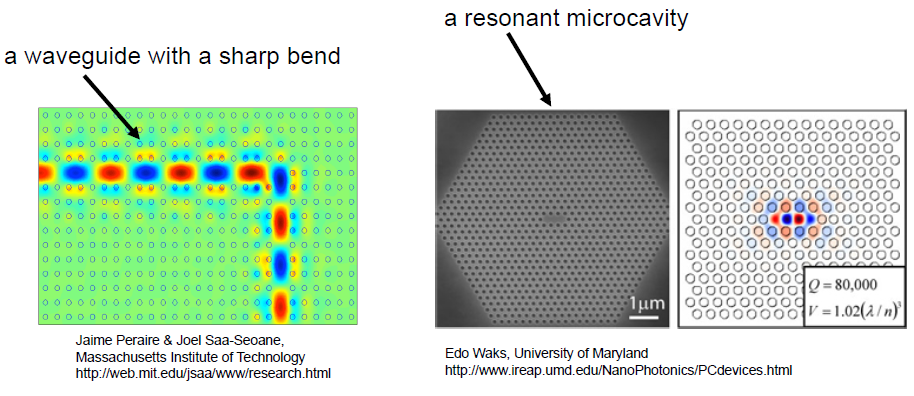 a waveguide with a sharp bend
a resonant microcavity
1µm
Q = 80,000
V = 1.02(λ/n)³
Jaime Peraire & Joel Saa-Seoane,
Massachusetts Institute of Technology
http://web.mit.edu/jsaa/www/research.html
Edo Waks, University of Maryland
http://www.ireap.umd.edu/NanoPhotonics/PCdevices.html